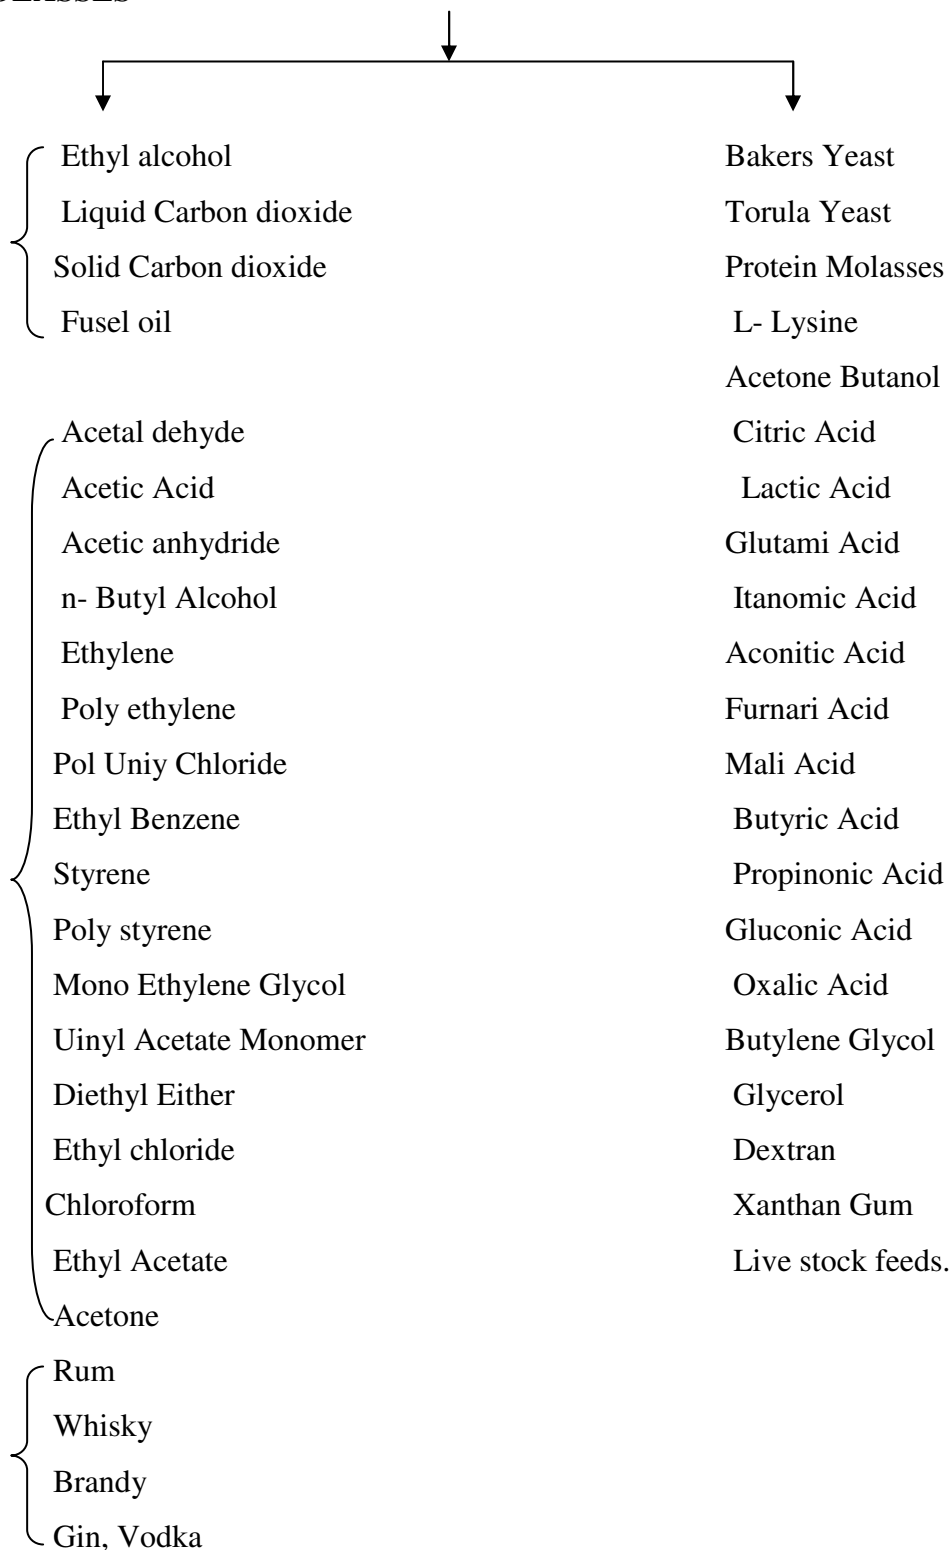 Ethyl alcohol
Liquid Carbon dioxide
Solid Carbon dioxide
Fusel oil
Acetal dehyde
Acetic Acid
Acetic anhydride
n- Butyl Alcohol
Ethylene
Poly ethylene
Pol Uniy Chloride
Ethyl Benzene
Styrene
Poly styrene
Mono Ethylene Glycol
Uinyl Acetate Monomer
Diethyl Either
Ethyl chloride
Chloroform
Ethyl Acetate
Acetone
Rum
Whisky
Brandy
Gin, Vodka
Bakers Yeast
Torula Yeast
Protein Molasses
L- Lysine
Acetone Butanol
Citric Acid
Lactic Acid
Glutami Acid
Itanomic Acid
Aconitic Acid
Furnari Acid
Mali Acid
Butyric Acid
Propinonic Acid
Gluconic Acid
Oxalic Acid
Butylene Glycol
Glycerol
Dextran
Xanthan Gum
Live stock feeds.